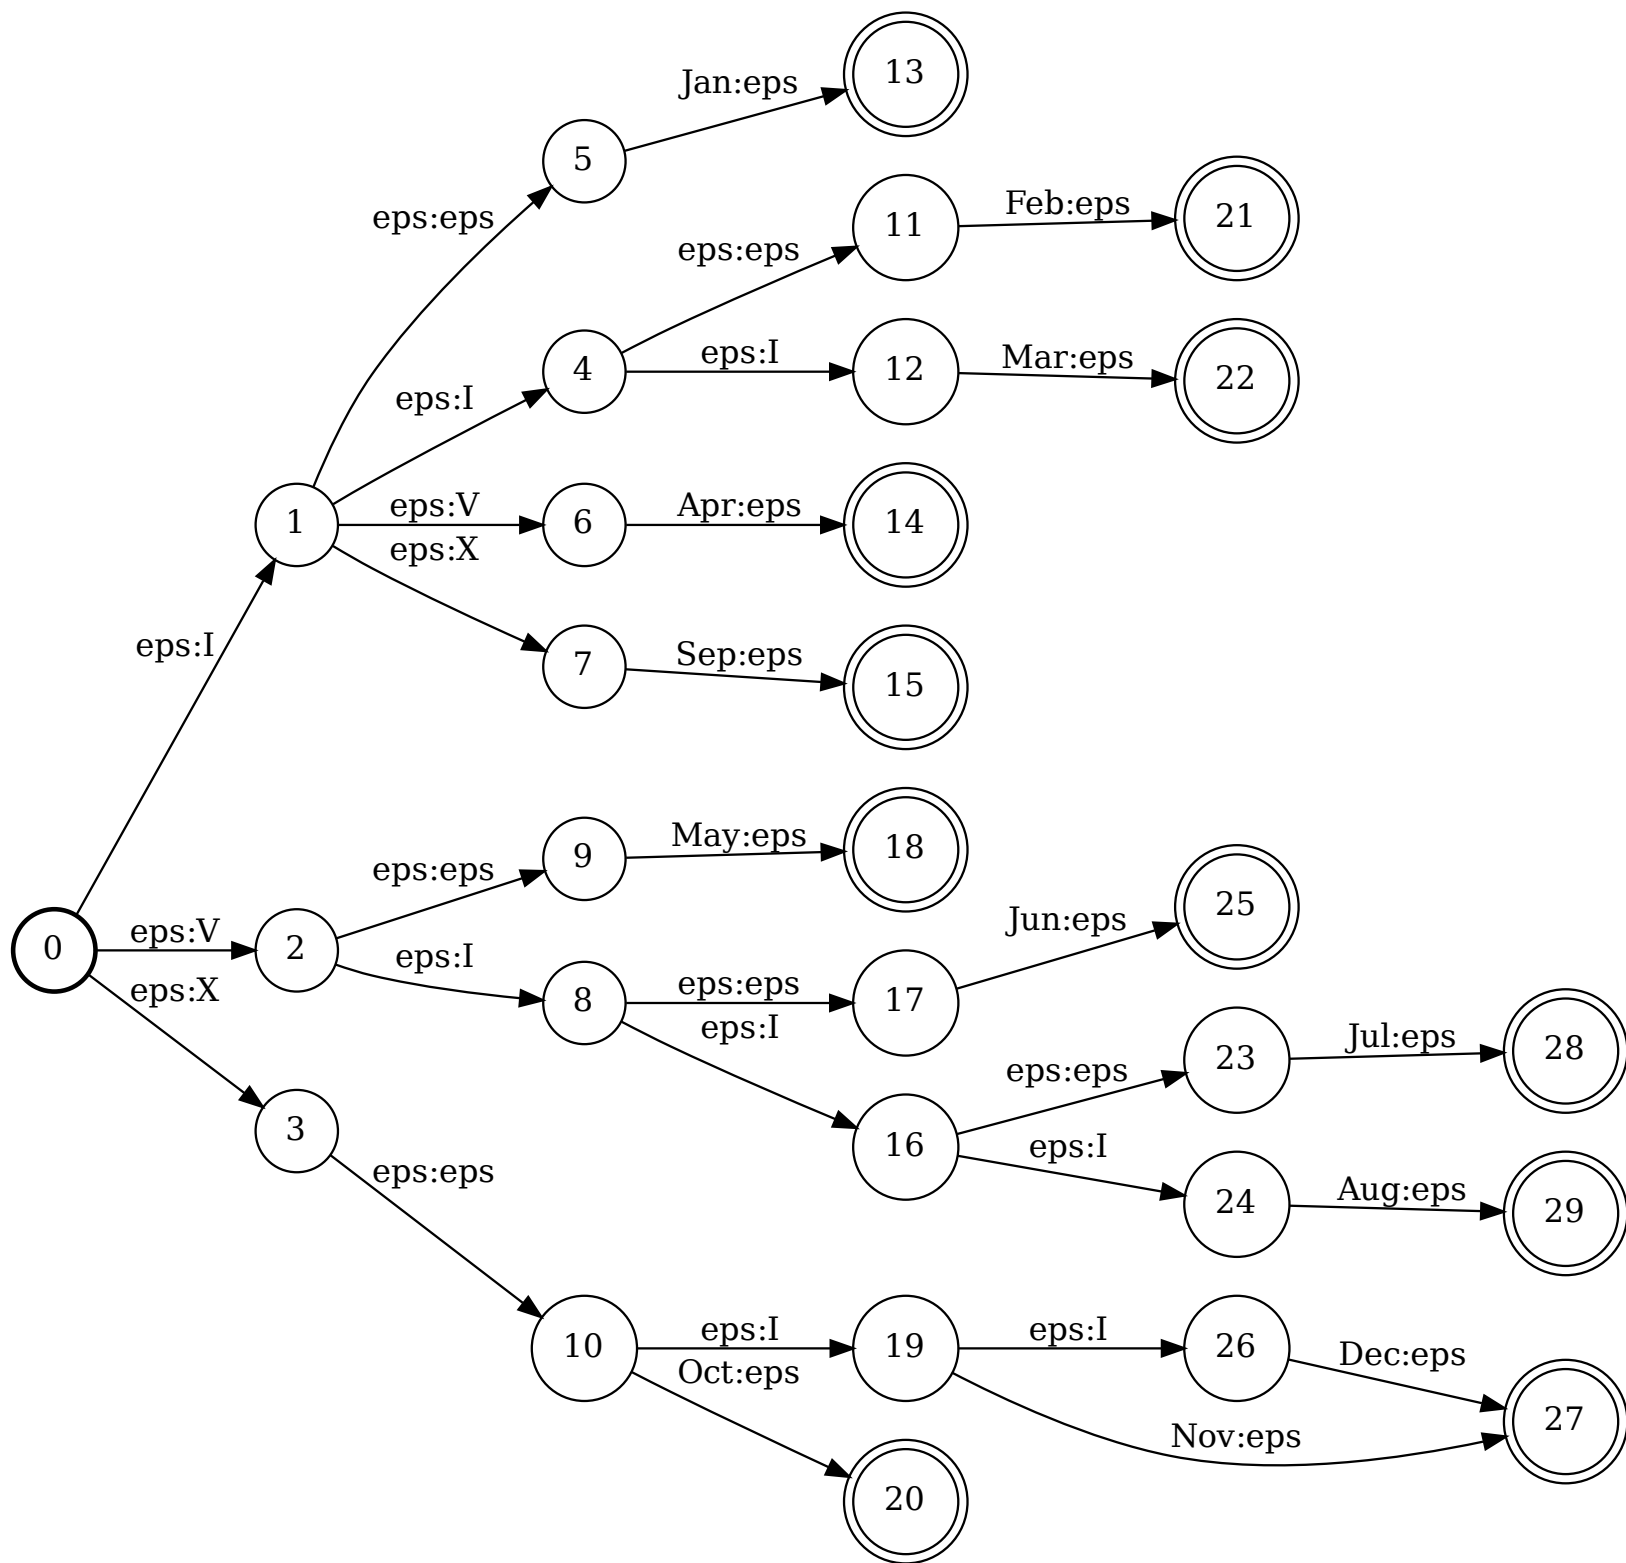 13
Jan:eps
5
21
Feb:eps
11
eps:eps
eps:eps
22
Mar:eps
12
eps:I
4
eps:I
14
Apr:eps
6
eps:V
1
eps:X
eps:I
15
Sep:eps
7
18
May:eps
9
eps:eps
25
Jun:eps
0
eps:V
2
eps:I
8
eps:eps
17
eps:X
eps:I
28
Jul:eps
23
eps:eps
3
16
eps:I
eps:eps
24
Aug:eps
29
10
eps:I
19
eps:I
26
Dec:eps
Oct:eps
Nov:eps
27
20